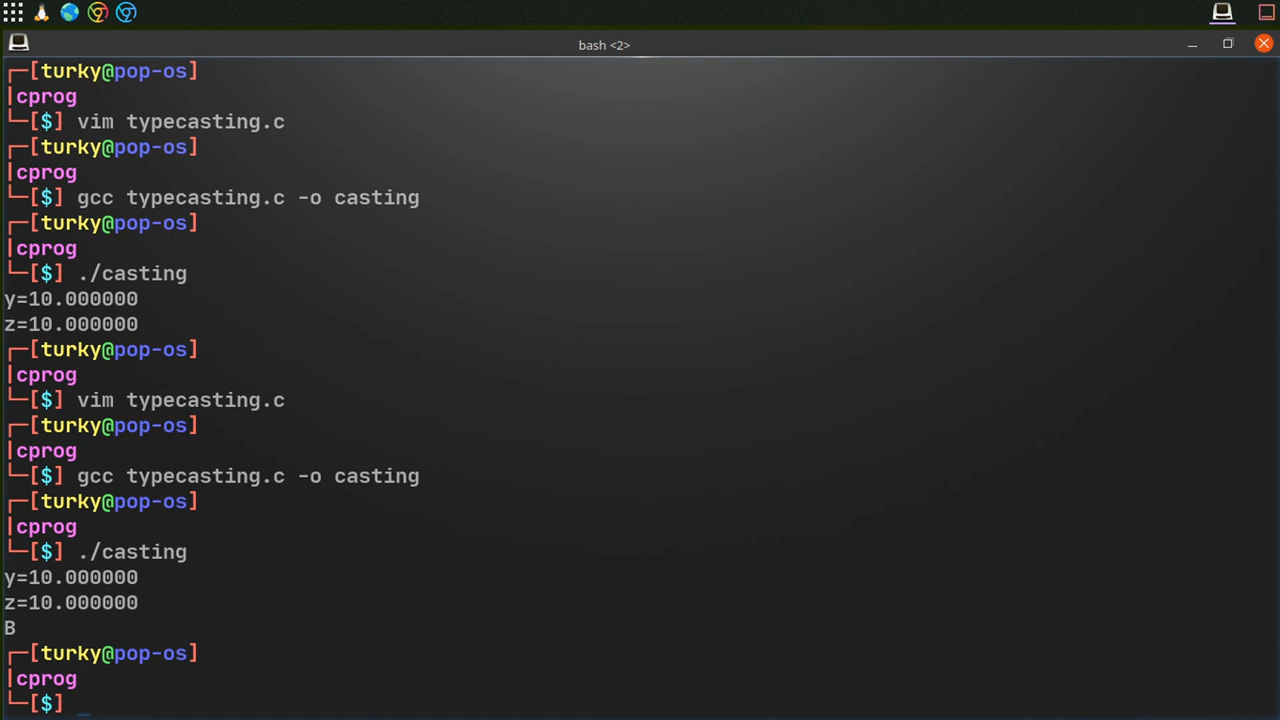 bash <2>
┌─[turky@pop-os]
|cprog
└─[$] vim typecasting.c
┌─[turky@pop-os]
|cprog
└─[$] gcc typecasting.c -o casting
┌─[turky@pop-os]
|cprog
└─[$] ./casting
y=10.000000
z=10.000000
┌─[turky@pop-os]
|cprog
└─[$] vim typecasting.c
┌─[turky@pop-os]
|cprog
└─[$] gcc typecasting.c -o casting
┌─[turky@pop-os]
|cprog
└─[$] ./casting
y=10.000000
z=10.000000
B
┌─[turky@pop-os]
|cprog
└─[$] _